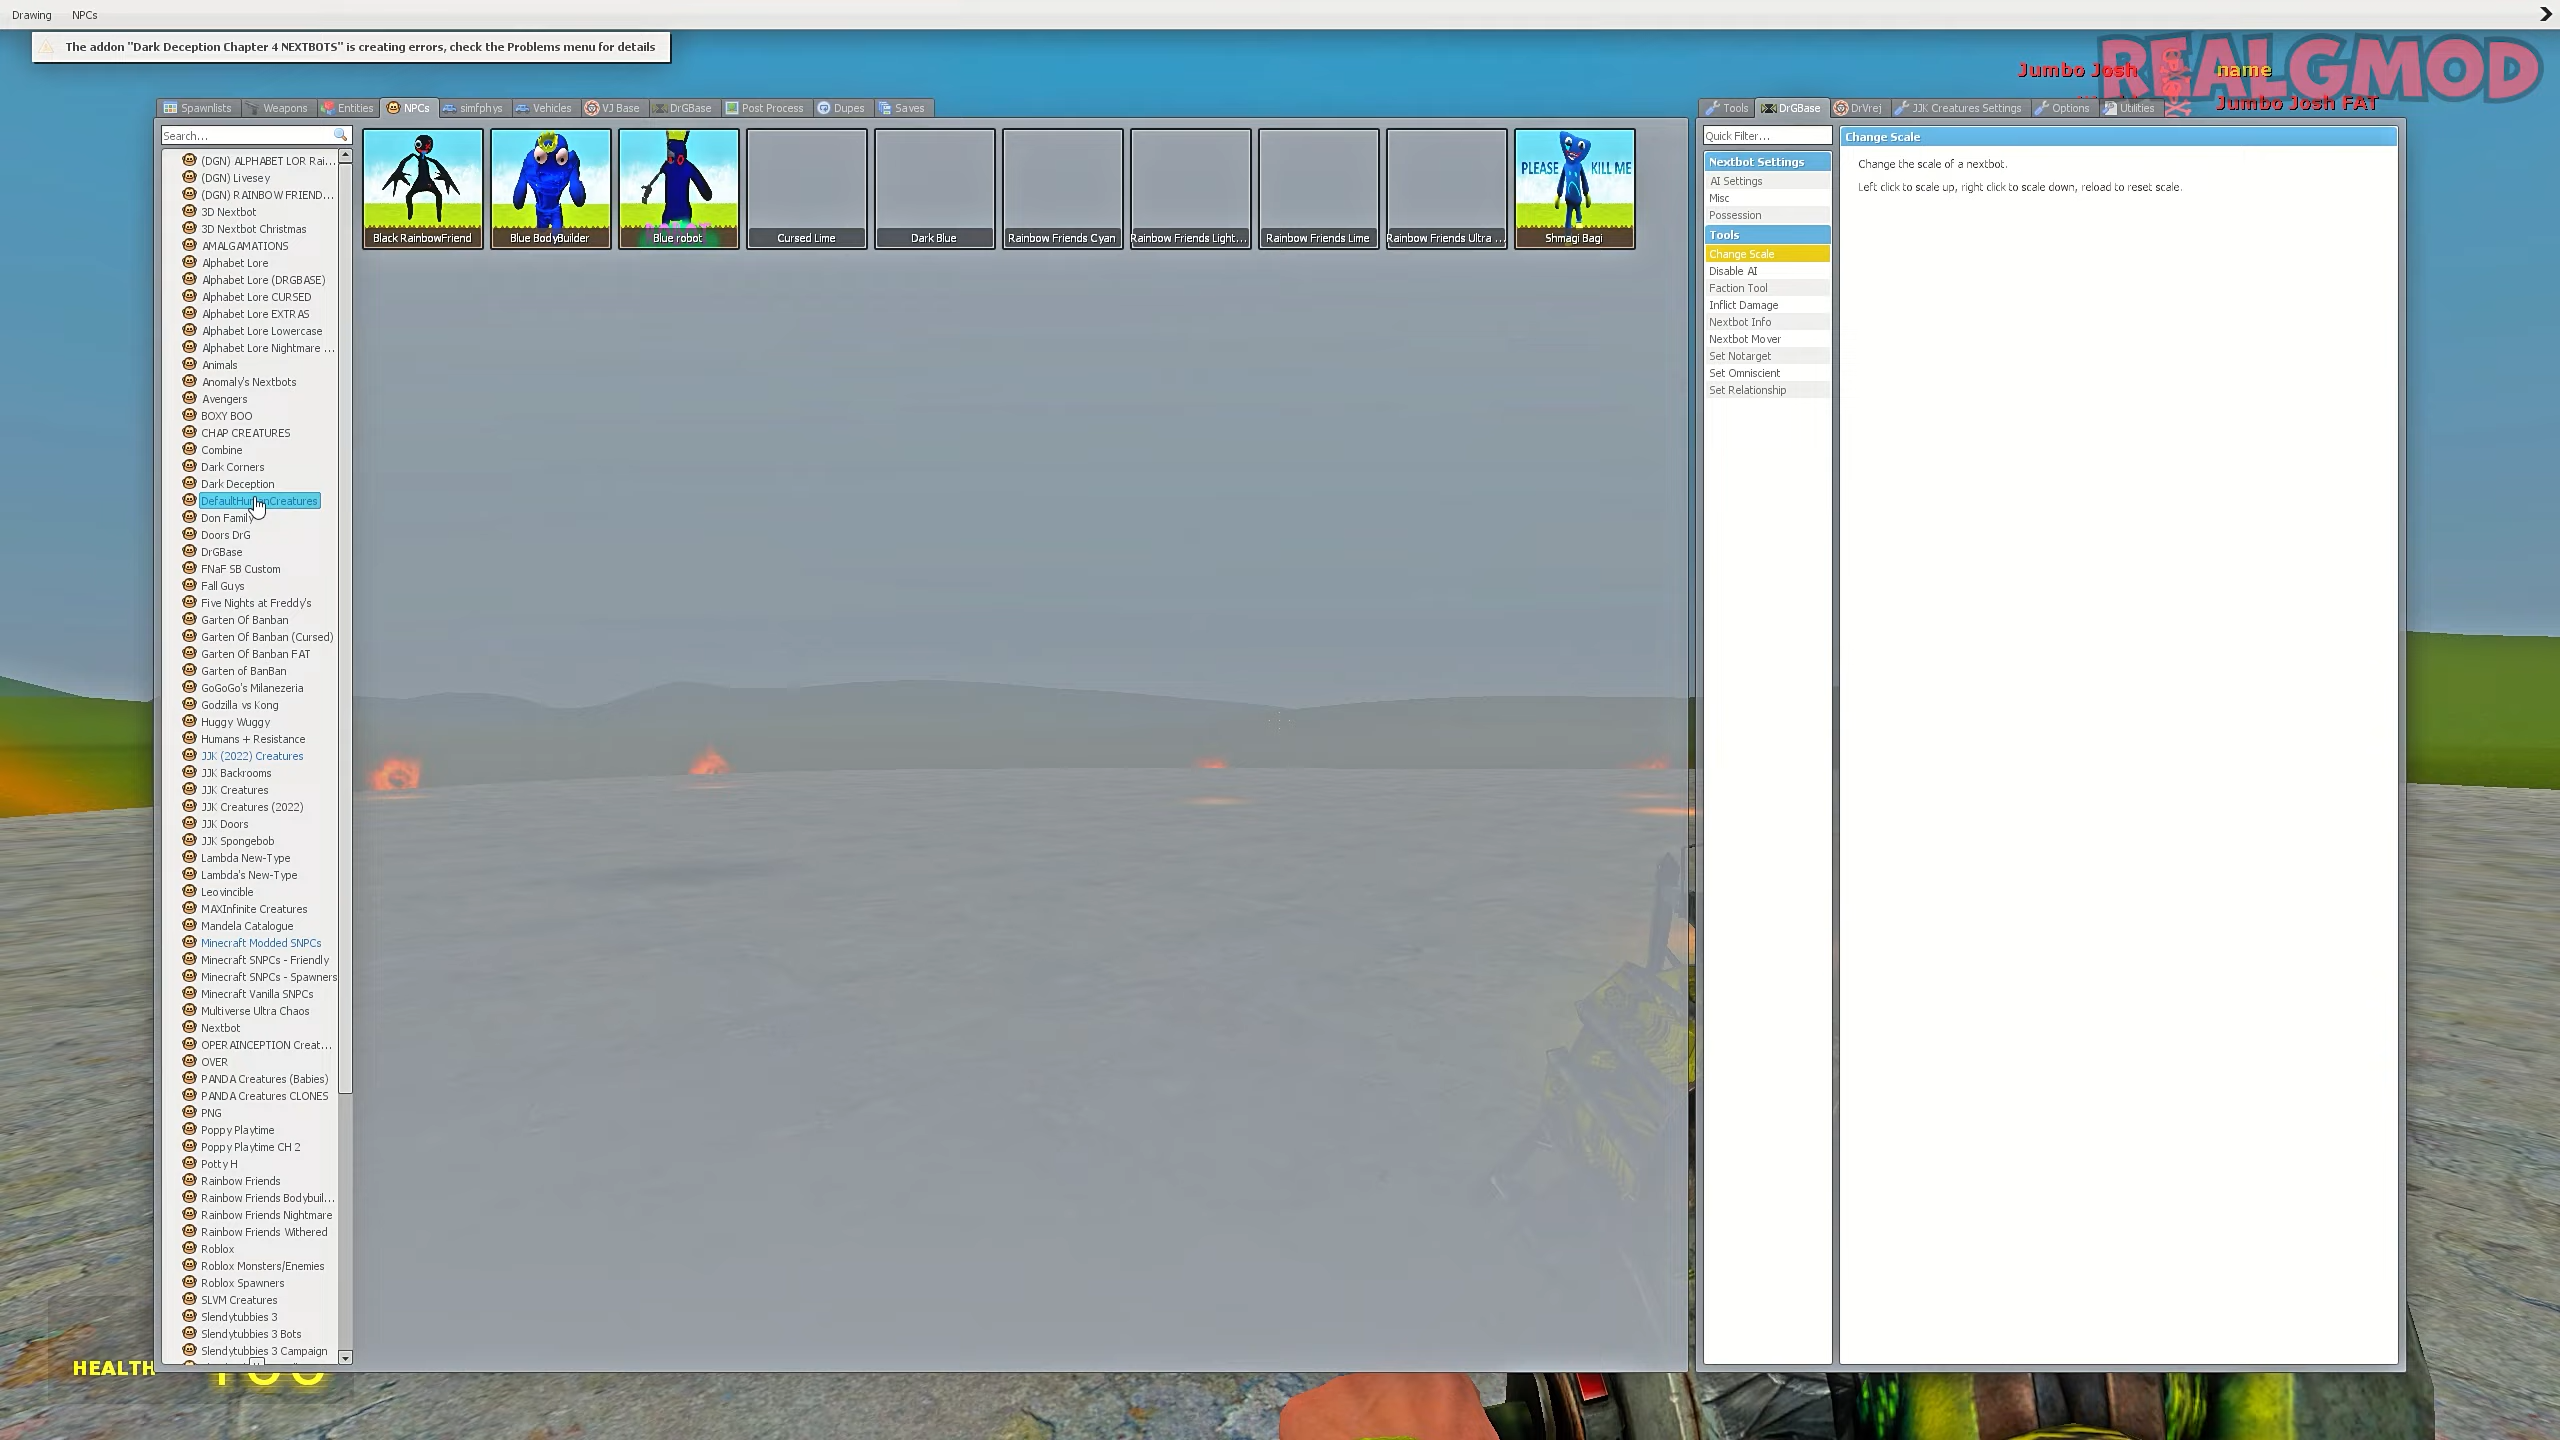 Drawing NPCs
The addon "Dark Deception Chapter 4 NEXTBOTS" is creating errors, check the Problems menu for details
REALGMOD
Jumbo Josh name
Jumbo Josh FAT
Spawnlists Weapons Entities NPCs simfphys Vehicles VJ Base DrGBase Post Process Dupes Saves
Tools DrGBase DrVrej JJK Creatures Settings Options Utilities
Search...
(DGN) ALPHABET LOR Rai...
(DGN) Livesey
(DGN) RAINBOW FRIEND...
3D Nextbot
3D Nextbot Christmas
AMALGAMATIONS
Alphabet Lore
Alphabet Lore (DRGBASE)
Alphabet Lore CURSED
Alphabet Lore EXTRAS
Alphabet Lore Lowercase
Alphabet Lore Nightmare ...
Animals
Anomaly's Nextbots
Avengers
BOXY BOO
CHAP CREATURES
Combine
Dark Corners
Dark Deception
DefaultHumanCreatures
Don Family
Doors DrG
DrGBase
FNaF SB Custom
Fall Guys
Five Nights at Freddy's
Garten Of Banban
Garten Of Banban (Cursed)
Garten Of Banban FAT
Garten of BanBan
GoGoGo's Milanezeria
Godzilla vs Kong
Huggy Wuggy
Humans + Resistance
JJK (2022) Creatures
JJK Backrooms
JJK Creatures
JJK Creatures (2022)
JJK Doors
JJK Spongebob
Lambda New-Type
Lambda's New-Type
Leovincible
MAXInfinite Creatures
Mandela Catalogue
Minecraft Modded SNPCs
Minecraft SNPCs - Friendly
Minecraft SNPCs - Spawners
Minecraft Vanilla SNPCs
Multiverse Ultra Chaos
Nextbot
OPERAINCEPTION Creat...
OVER
PANDA Creatures (Babies)
PANDA Creatures CLONES
PNG
Poppy Playtime
Poppy Playtime CH 2
Potty H
Rainbow Friends
Rainbow Friends Bodybuil...
Rainbow Friends Nightmare
Rainbow Friends Withered
Roblox
Roblox Monsters/Enemies
Roblox Spawners
SLVM Creatures
Slendytubbies 3
Slendytubbies 3 Bots
Slendytubbies 3 Campaign
PLEASE KILL ME
Black RainbowFriend Blue BodyBuilder Blue robot Cursed Lime Dark Blue Rainbow Friends Cyan Rainbow Friends Light... Rainbow Friends Lime Rainbow Friends Ultra ... Shmagi Bagi
Quick Filter...
Nextbot Settings
AI Settings
Misc
Possession
Tools
Change Scale
Disable AI
Faction Tool
Inflict Damage
Nextbot Info
Nextbot Mover
Set Notarget
Set Omniscient
Set Relationship
Change Scale
Change the scale of a nextbot.
Left click to scale up, right click to scale down, reload to reset scale.
HEALTH 100